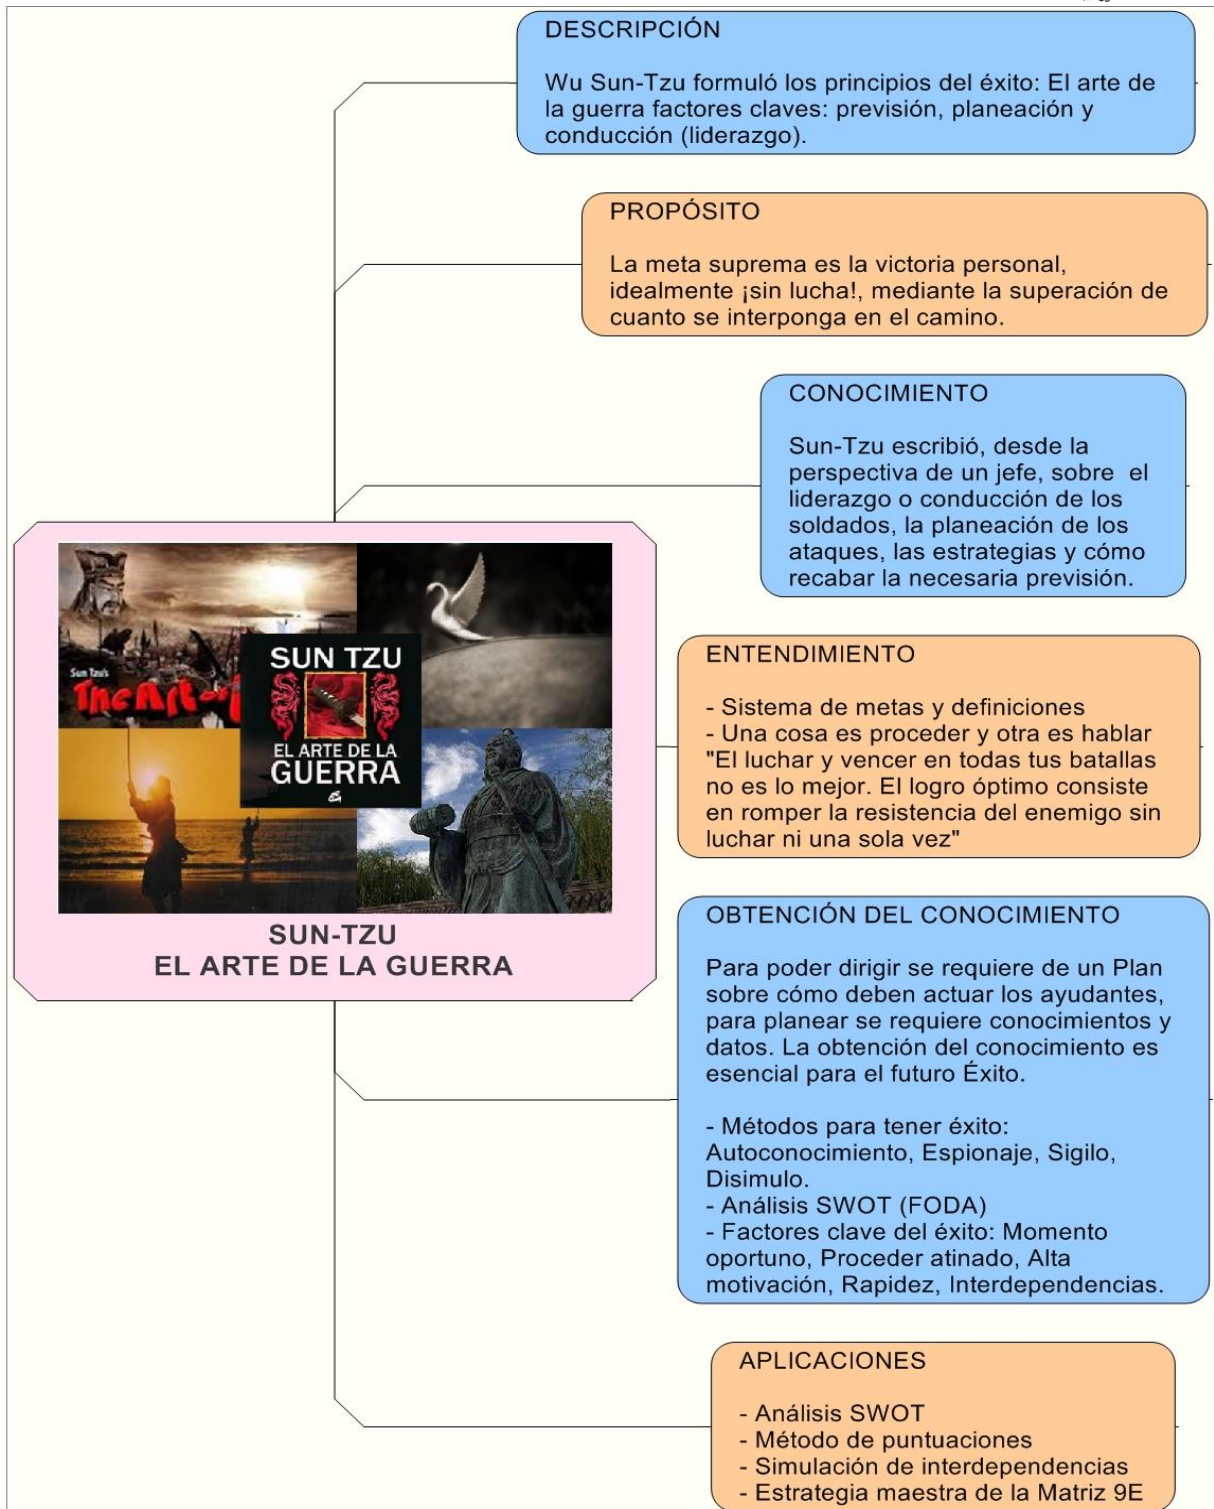 DESCRIPCIÓN
Wu Sun-Tzu formuló los principios del éxito: El arte de
la guerra factores claves: previsión, planeación y
conducción (liderazgo).
PROPÓSITO
La meta suprema es la victoria personal,
idealmente ¡sin lucha!, mediante la superación de
cuanto se interponga en el camino.
CONOCIMIENTO
Sun-Tzu escribió, desde la
perspectiva de un jefe, sobre el
liderazgo o conducción de los
soldados, la planeación de los
ataques, las estrategias y cómo
recabar la necesaria previsión.
Sun Tzu's
The Art of
SUN TZU
EL ARTE DE LA
GUERRA
SUN-TZU
EL ARTE DE LA GUERRA
ENTENDIMIENTO
- Sistema de metas y definiciones
- Una cosa es proceder y otra es hablar
"El luchar y vencer en todas tus batallas
no es lo mejor. El logro óptimo consiste
en romper la resistencia del enemigo sin
luchar ni una sola vez"
OBTENCIÓN DEL CONOCIMIENTO
Para poder dirigir se requiere de un Plan
sobre cómo deben actuar los ayudantes,
para planear se requiere conocimientos y
datos. La obtención del conocimiento es
esencial para el futuro Éxito.
- Métodos para tener éxito:
Autoconocimiento, Espionaje, Sigilo,
Disimulo.
- Análisis SWOT (FODA)
- Factores clave del éxito: Momento
oportuno, Proceder atinado, Alta
motivación, Rapidez, Interdependencias.
APLICACIONES
- Análisis SWOT
- Método de puntuaciones
- Simulación de interdependencias
- Estrategia maestra de la Matriz 9E